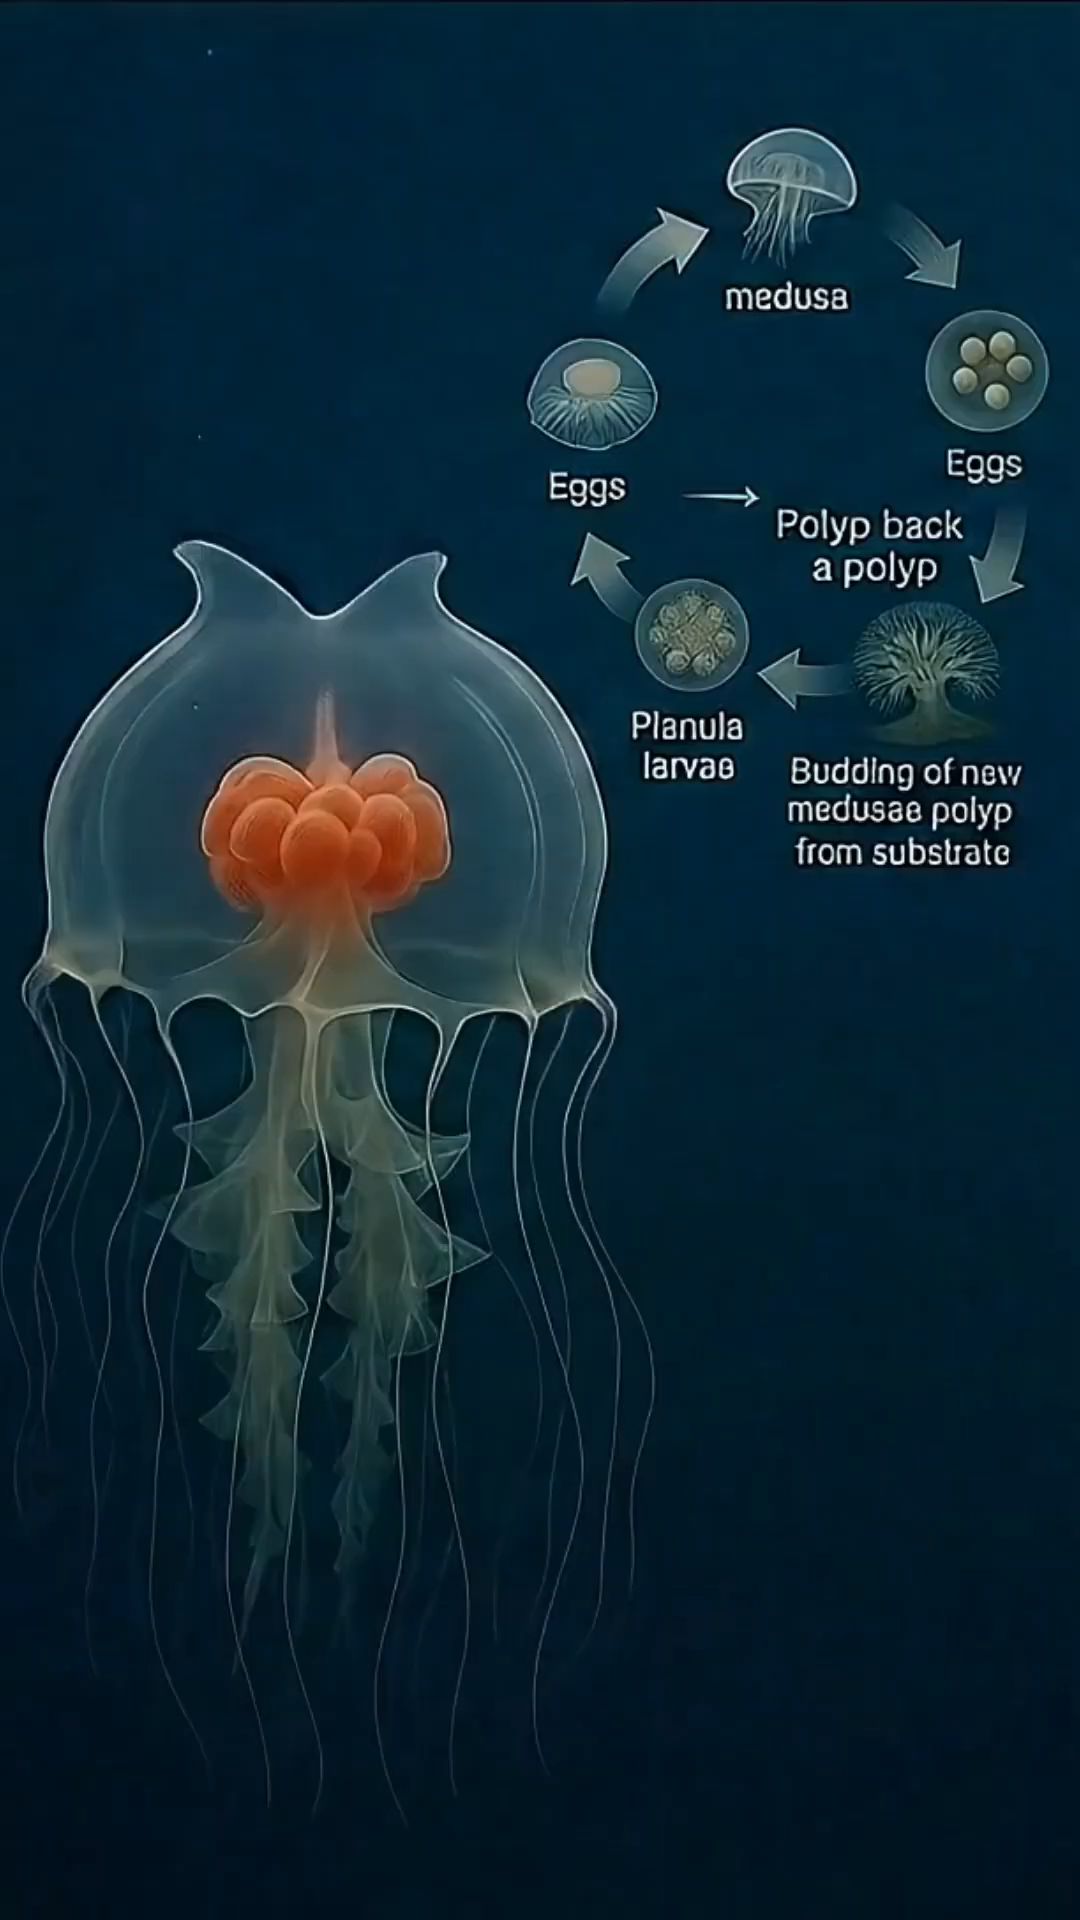 medusa
Eggs
Eggs
Polyp back
a polyp
Planula
larvae
Budding of new
medusae polyp
from substrate